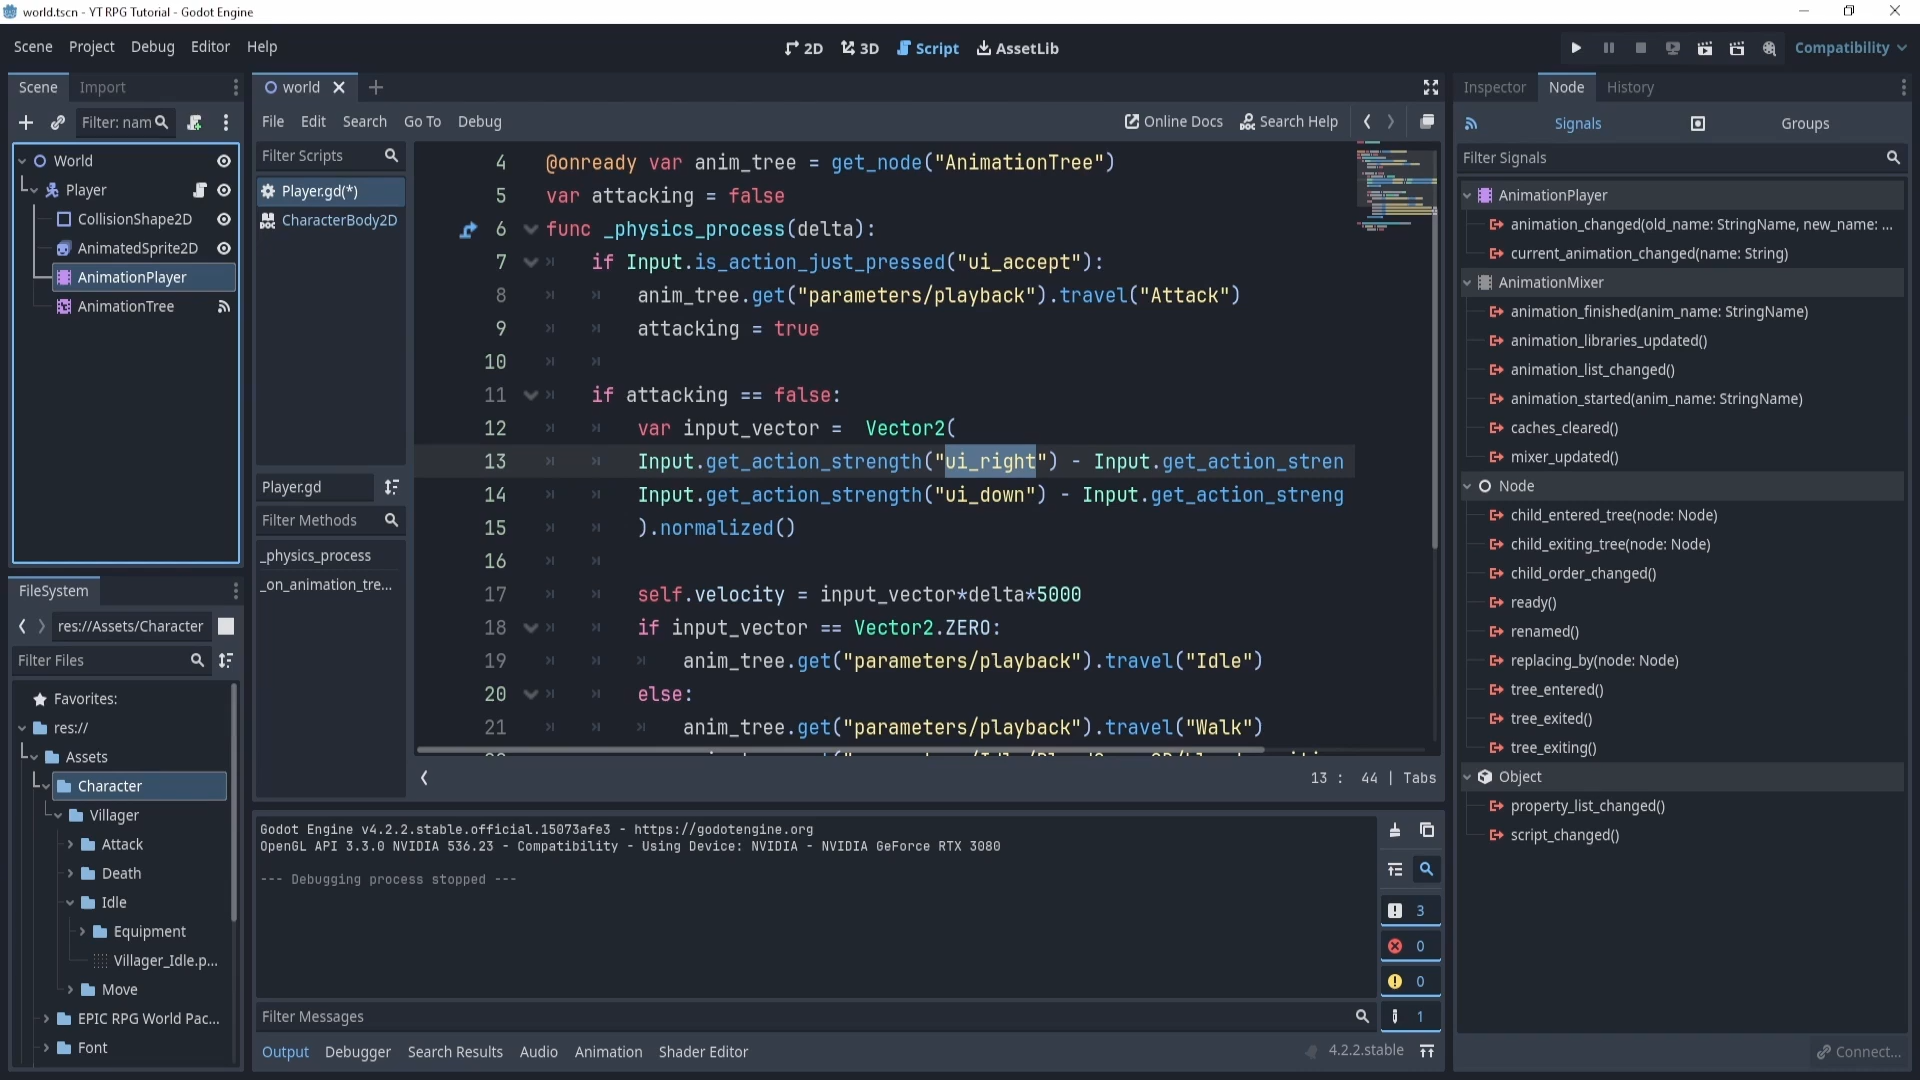 world.tscn - YT RPG Tutorial - Godot Engine
Scene Project Debug Editor Help
2D 3D Script AssetLib
Compatibility
Scene Import
Filter: nam
World
Player
CollisionShape2D
AnimatedSprite2D
AnimationPlayer
AnimationTree
FileSystem
res://Assets/Character
Filter Files
Favorites:
res://
Assets
Character
Villager
Attack
Death
Idle
Equipment
Villager_Idle.p...
Move
EPIC RPG World Pac...
Font
world
File Edit Search Go To Debug
Online Docs Search Help
Filter Scripts
Player.gd(*)
CharacterBody2D
Player.gd
Filter Methods
_physics_process
_on_animation_tre...
4 @onready var anim_tree = get_node("AnimationTree")
5 var attacking = false
6 func _physics_process(delta):
7 if Input.is_action_just_pressed("ui_accept"):
8 anim_tree.get("parameters/playback").travel("Attack")
9 attacking = true
10
11 if attacking == false:
12 var input_vector =  Vector2(
13 Input.get_action_strength("ui_right") - Input.get_action_stren
14 Input.get_action_strength("ui_down") - Input.get_action_streng
15 ).normalized()
16
17 self.velocity = input_vector*delta*5000
18 if input_vector == Vector2.ZERO:
19 anim_tree.get("parameters/playback").travel("Idle")
20 else:
21 anim_tree.get("parameters/playback").travel("Walk")
13 : 44 | Tabs
Godot Engine v4.2.2.stable.official.15073afe3 - https://godotengine.org
OpenGL API 3.3.0 NVIDIA 536.23 - Compatibility - Using Device: NVIDIA - NVIDIA GeForce RTX 3080
--- Debugging process stopped ---
3
0
0
1
Filter Messages
Output Debugger Search Results Audio Animation Shader Editor
4.2.2.stable
Inspector Node History
Signals Groups
Filter Signals
AnimationPlayer
animation_changed(old_name: StringName, new_name: ...
current_animation_changed(name: String)
AnimationMixer
animation_finished(anim_name: StringName)
animation_libraries_updated()
animation_list_changed()
animation_started(anim_name: StringName)
caches_cleared()
mixer_updated()
Node
child_entered_tree(node: Node)
child_exiting_tree(node: Node)
child_order_changed()
ready()
renamed()
replacing_by(node: Node)
tree_entered()
tree_exited()
tree_exiting()
Object
property_list_changed()
script_changed()
Connect...